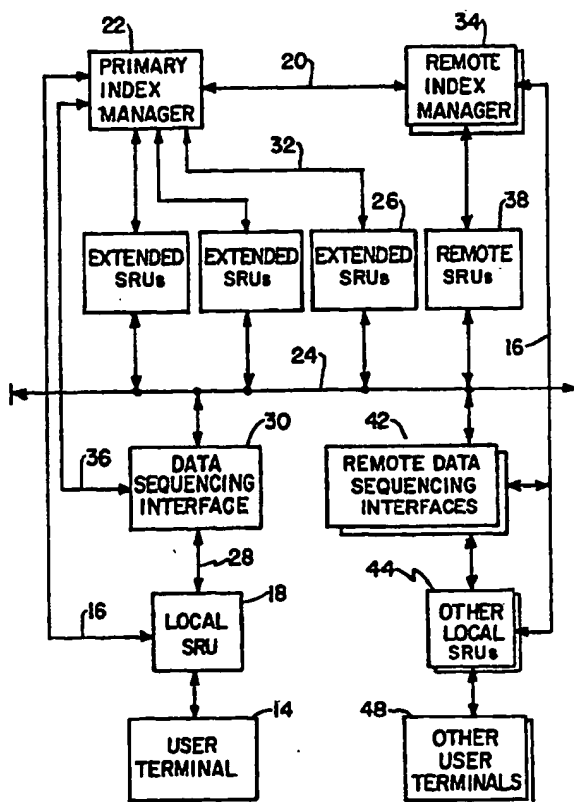 22
PRIMARY
INDEX
MANAGER
20
34
REMOTE
INDEX
MANAGER
32
26
38
EXTENDED
SRUs
EXTENDED
SRUs
EXTENDED
SRUs
REMOTE
SRUs
16
24
30
42
36
DATA
SEQUENCING
INTERFACE
REMOTE DATA
SEQUENCING
INTERFACES
28
18
44
16
LOCAL
SRU
OTHER
LOCAL
SRUs
14
48
USER
TERMINAL
OTHER
USER
TERMINALS